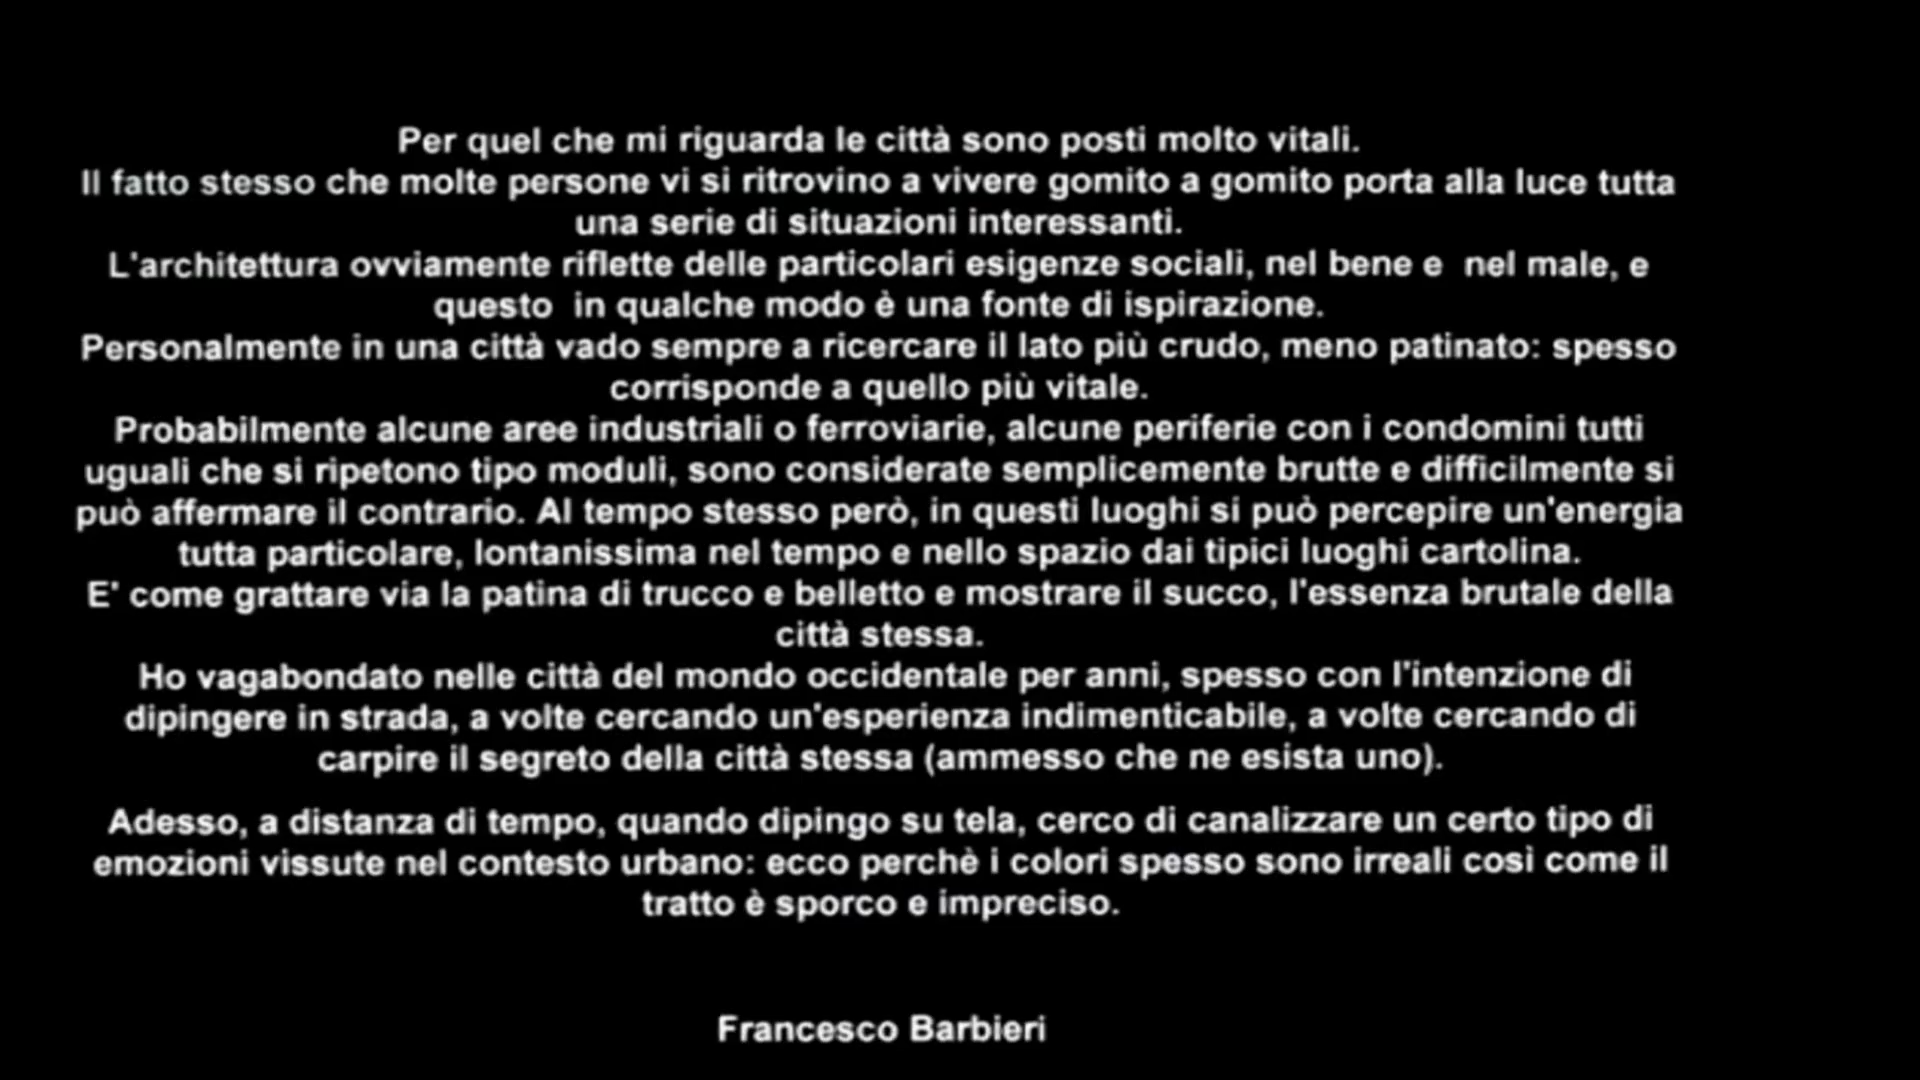 Per quel che mi riguarda le città sono posti molto vitali.
Il fatto stesso che molte persone vi si ritrovino a vivere gomito a gomito porta alla luce tutta
una serie di situazioni interessanti.
L'architettura ovviamente riflette delle particolari esigenze sociali, nel bene e  nel male, e
questo  in qualche modo è una fonte di ispirazione.
Personalmente in una città vado sempre a ricercare il lato più crudo, meno patinato: spesso
corrisponde a quello più vitale.
Probabilmente alcune aree industriali o ferroviarie, alcune periferie con i condomini tutti
uguali che si ripetono tipo moduli, sono considerate semplicemente brutte e difficilmente si
può affermare il contrario. Al tempo stesso però, in questi luoghi si può percepire un'energia
tutta particolare, lontanissima nel tempo e nello spazio dai tipici luoghi cartolina.
E' come grattare via la patina di trucco e belletto e mostrare il succo, l'essenza brutale della
città stessa.
Ho vagabondato nelle città del mondo occidentale per anni, spesso con l'intenzione di
dipingere in strada, a volte cercando un'esperienza indimenticabile, a volte cercando di
carpire il segreto della città stessa (ammesso che ne esista uno).
Adesso, a distanza di tempo, quando dipingo su tela, cerco di canalizzare un certo tipo di
emozioni vissute nel contesto urbano: ecco perchè i colori spesso sono irreali così come il
tratto è sporco e impreciso.
Francesco Barbieri